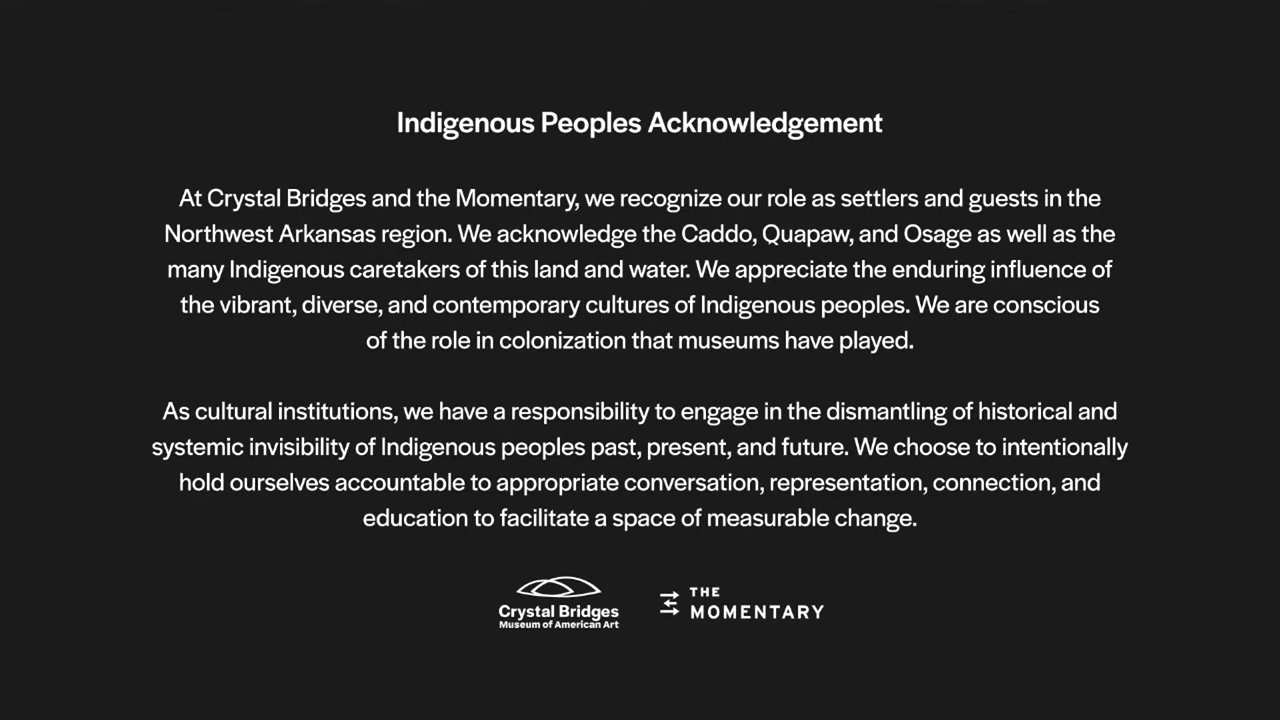 Indigenous Peoples Acknowledgement
At Crystal Bridges and the Momentary, we recognize our role as settlers and guests in the
Northwest Arkansas region. We acknowledge the Caddo, Quapaw, and Osage as well as the
many Indigenous caretakers of this land and water. We appreciate the enduring influence of
the vibrant, diverse, and contemporary cultures of Indigenous peoples. We are conscious
of the role in colonization that museums have played.
As cultural institutions, we have a responsibility to engage in the dismantling of historical and
systemic invisibility of Indigenous peoples past, present, and future. We choose to intentionally
hold ourselves accountable to appropriate conversation, representation, connection, and
education to facilitate a space of measurable change.
Crystal Bridges
Museum of American Art
THE
MOMENTARY